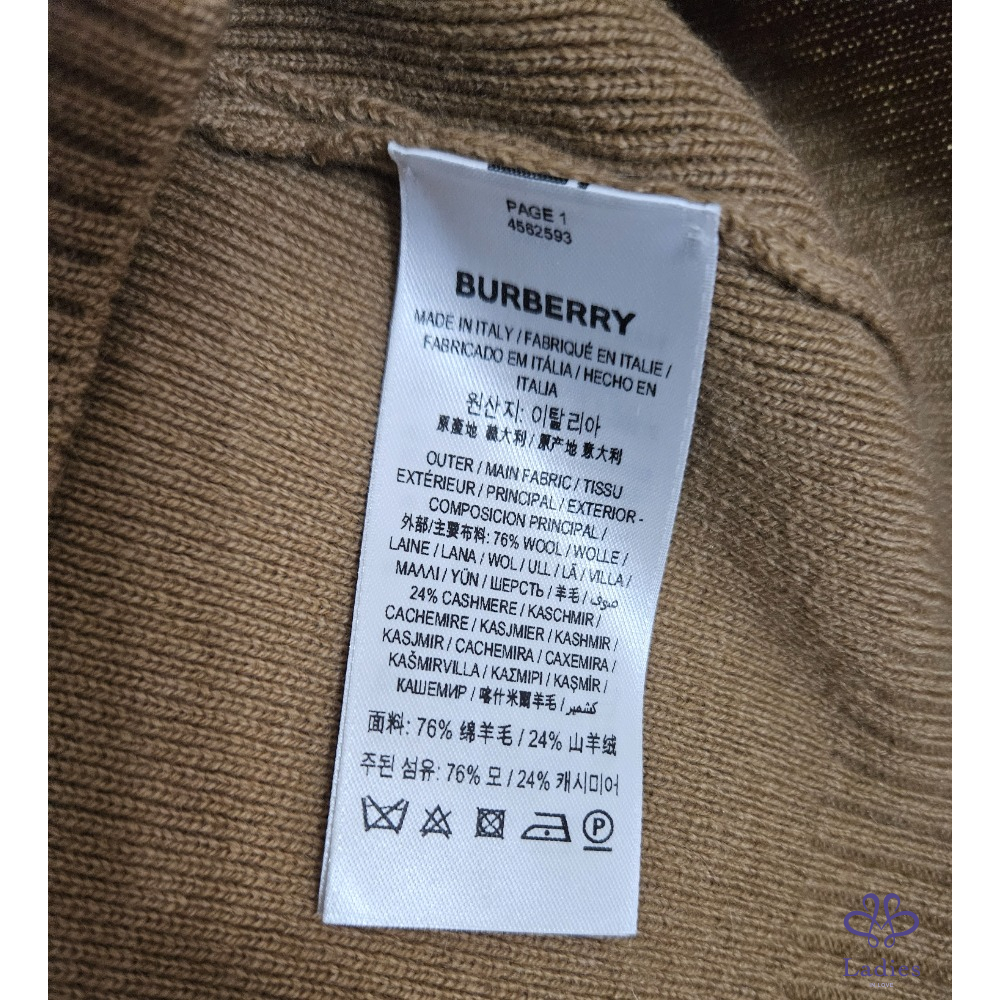 PAGE 1
4562593
BURBERRY
MADE IN ITALY / FABRIQUÉ EN ITALIE /
FABRICADO EM ITÁLIA / HECHO EN
ITALIA
원산지: 이탈리아
原產地 義大利 / 原产地 意大利
OUTER / MAIN FABRIC / TISSU
EXTÉRIEUR / PRINCIPAL / EXTERIOR -
COMPOSICION PRINCIPAL /
外部/主要布料: 76% WOOL / WOLLE /
LAINE / LANA / WOL / ULL / LÃ / VILLA /
ΜΑΛΛΙ / YÜN / ШЕРСТЬ / 羊毛 / صوف
24% CASHMERE / KASCHMIR /
CACHEMIRE / KASJMIER / KASHMIR /
KASJMIR / CACHEMIRA / CAXEMIRA /
KAŠMIRVILLA / ΚΑΣΜΙΡΙ / KAŞMİR /
КАШЕМИР / 喀什米爾羊毛 / كشمير
面料: 76% 绵羊毛 / 24% 山羊绒
주된 섬유: 76% 모 / 24% 캐시미어
P
Ladies